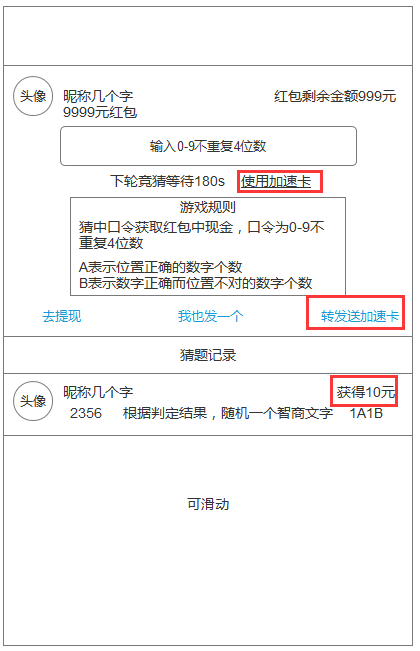 头像
昵称几个字
红包剩余金额999元
9999元红包
输入0-9不重复4位数
下轮竞猜等待180s 使用加速卡
游戏规则
猜中口令获取红包中现金，口令为0-9不
重复4位数
A表示位置正确的数字个数
B表示数字正确而位置不对的数字个数
去提现 我也发一个 转发送加速卡
猜题记录
头像
昵称几个字 获得10元
2356 根据判定结果，随机一个智商文字 1A1B
可滑动